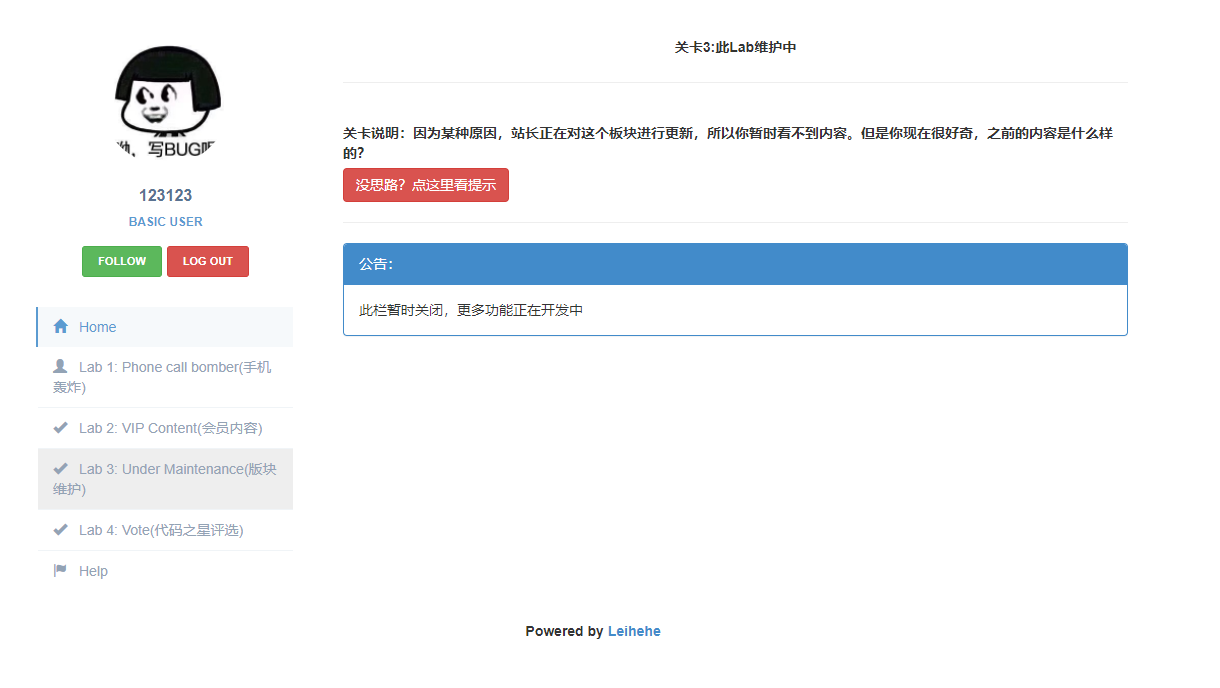 写BUG
123123
BASIC USER
FOLLOW
LOG OUT
Home
Lab 1: Phone call bomber(手机
轰炸)
Lab 2: VIP Content(会员内容)
Lab 3: Under Maintenance(版块
维护)
Lab 4: Vote(代码之星评选)
Help
关卡3:此Lab维护中
关卡说明：因为某种原因，站长正在对这个板块进行更新，所以你暂时看不到内容。但是你现在很好奇，之前的内容是什么样
的？
没思路？点这里看提示
公告：
此栏暂时关闭，更多功能正在开发中
Powered by Leihehe